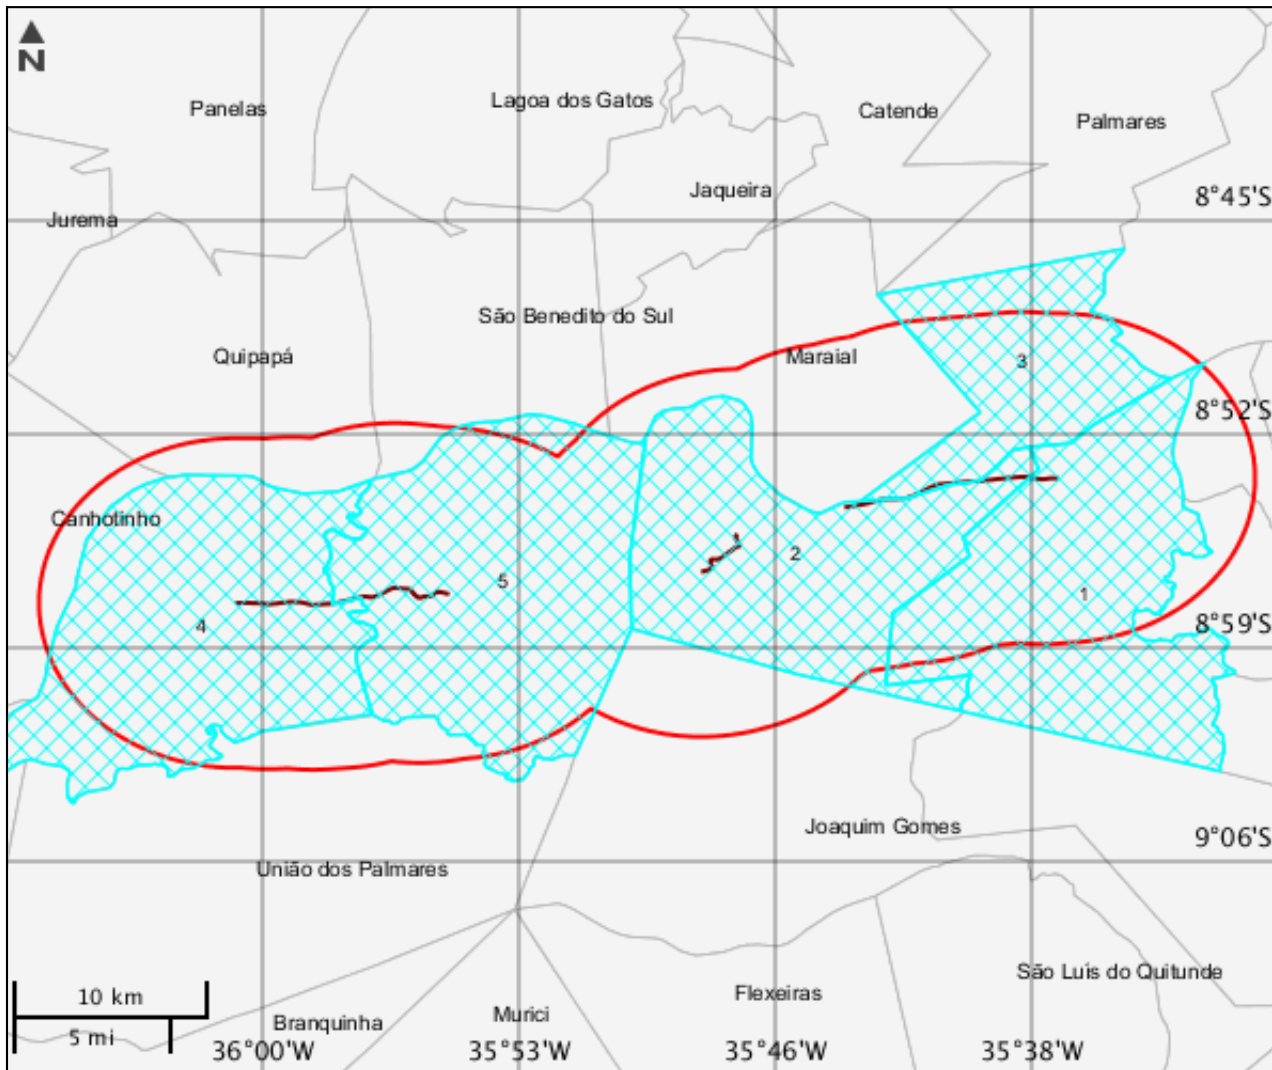 N
Panelas
Lagoa dos Gatos
Catende
Palmares
Jaqueira
8°45'S
Jurema
São Benedito do Sul
Quipapá
Maraial
3
8°52'S
Canhotinho
2
5
1
4
8°59'S
Joaquim Gomes
9°06'S
União dos Palmares
São Luis do Quitunde
10 km
Flexeiras
Murici
Branquinha
5 mi
36°00'W
35°53'W
35°46'W
35°38'W